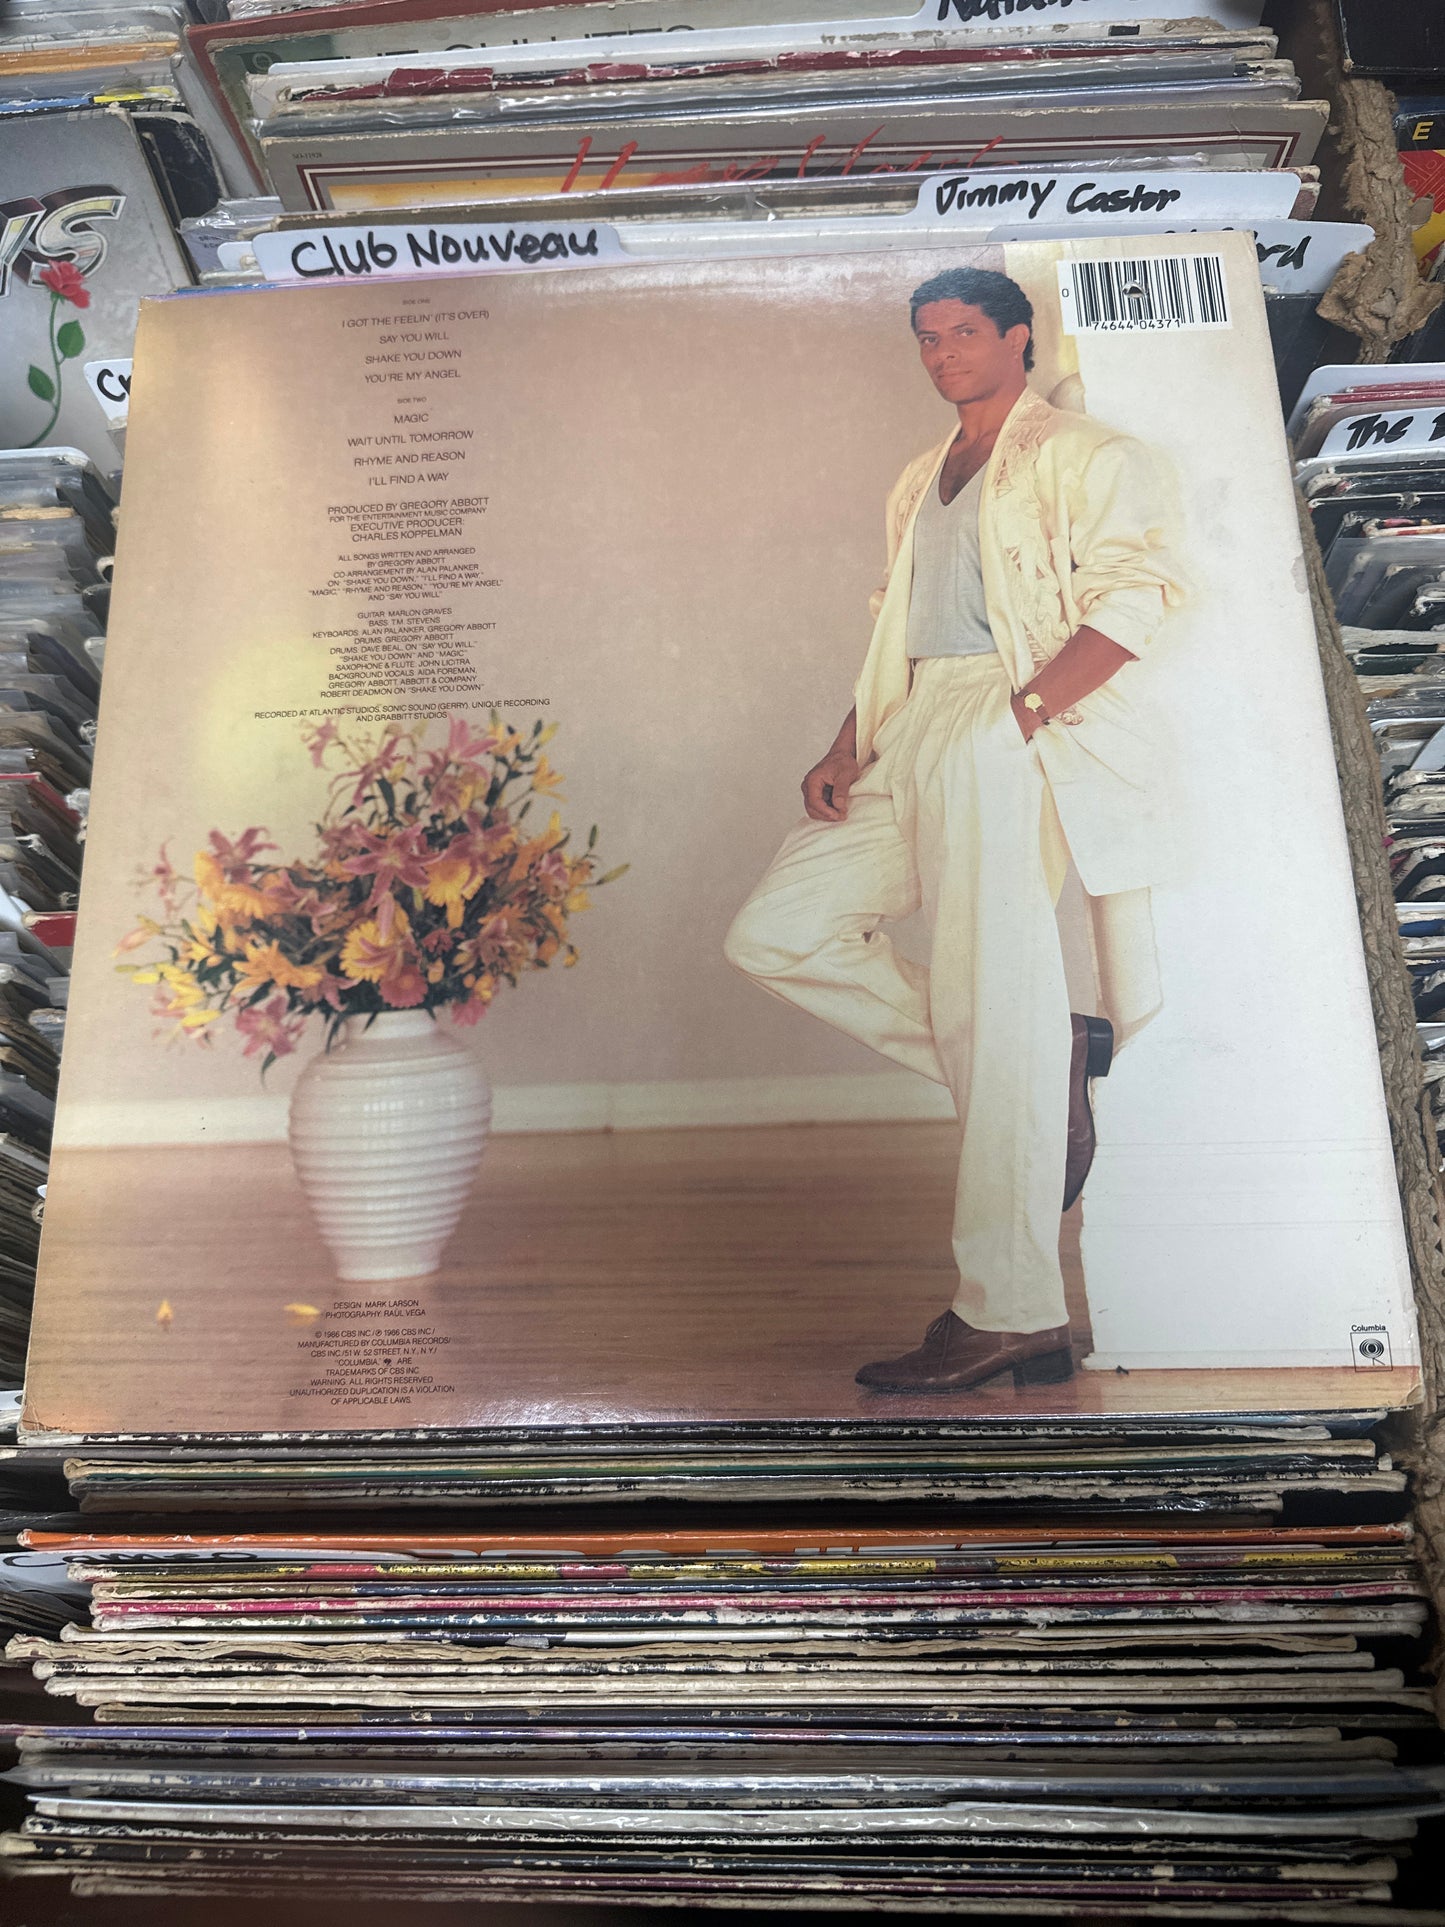 SO-11928
Jimmy Castor
Club Nouveau
The
E
0
74644 04371
SIDE ONE
I GOT THE FEELIN' (IT'S OVER)
SAY YOU WILL
SHAKE YOU DOWN
YOU'RE MY ANGEL
SIDE TWO
MAGIC
WAIT UNTIL TOMORROW
RHYME AND REASON
I'LL FIND A WAY
PRODUCED BY GREGORY ABBOTT
FOR THE ENTERTAINMENT MUSIC COMPANY
EXECUTIVE PRODUCER:
CHARLES KOPPELMAN
ALL SONGS WRITTEN AND ARRANGED
BY GREGORY ABBOTT
CO-ARRANGEMENT BY ALAN PALANKER
ON: "SHAKE YOU DOWN," "I'LL FIND A WAY,"
"MAGIC," "RHYME AND REASON," "YOU'RE MY ANGEL"
AND "SAY YOU WILL"
GUITAR: MARLON GRAVES
BASS: T.M. STEVENS
KEYBOARDS: ALAN PALANKER, GREGORY ABBOTT
DRUMS: GREGORY ABBOTT
DRUMS: DAVE BEAL, ON "SAY YOU WILL,"
"SHAKE YOU DOWN" AND "MAGIC"
SAXOPHONE & FLUTE: JOHN LICITRA
BACKGROUND VOCALS: AIDA FOREMAN,
GREGORY ABBOTT, ABBOTT & COMPANY
ROBERT DEADMON ON "SHAKE YOU DOWN"
RECORDED AT ATLANTIC STUDIOS, SONIC SOUND (GERRY), UNIQUE RECORDING
AND GRABBITT STUDIOS
DESIGN: MARK LARSON
PHOTOGRAPHY: RAÚL VEGA
© 1986 CBS INC./℗ 1986 CBS INC./
MANUFACTURED BY COLUMBIA RECORDS/
CBS INC./51 W. 52 STREET, N.Y., N.Y./
"COLUMBIA," ARE
TRADEMARKS OF CBS INC.
WARNING: ALL RIGHTS RESERVED.
UNAUTHORIZED DUPLICATION IS A VIOLATION
OF APPLICABLE LAWS.
Columbia
Cameo